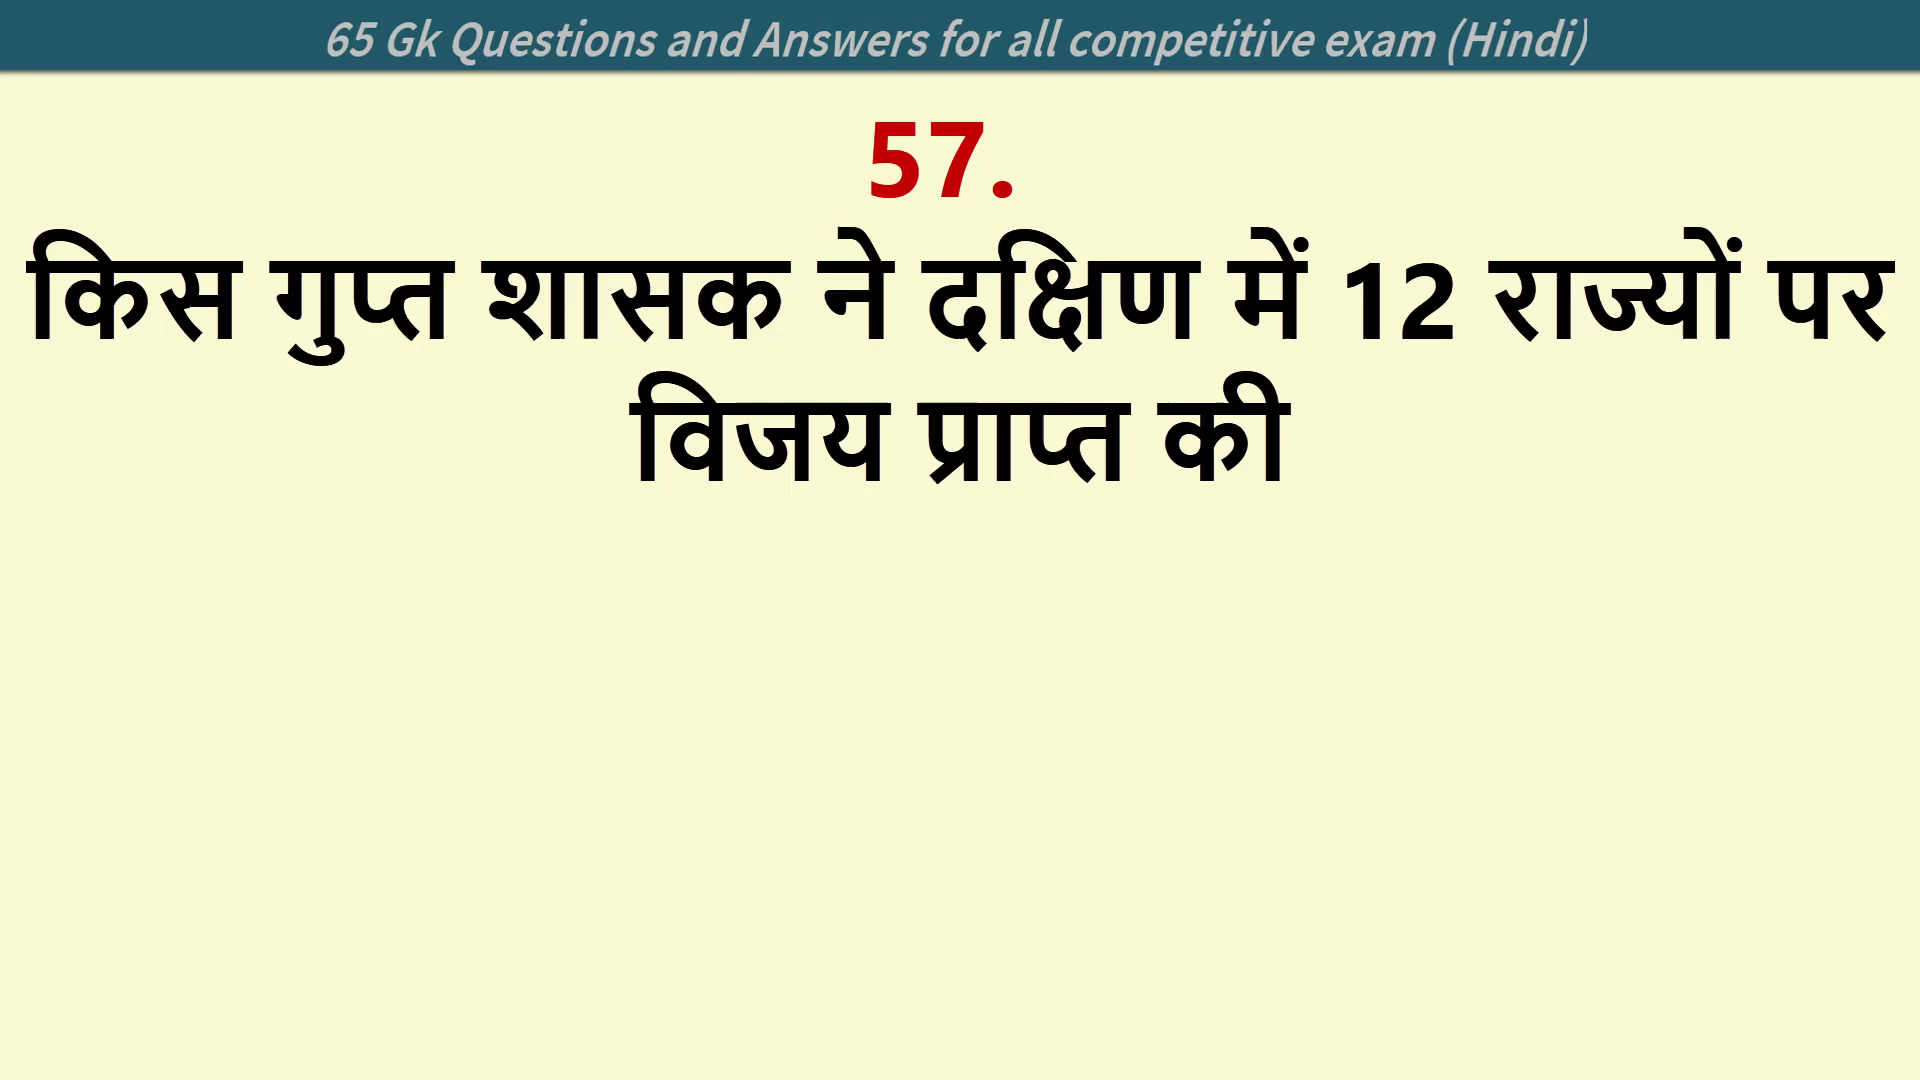 65 Gk Questions and Answers for all competitive exam (Hindi)
57.
किस गुप्त शासक ने दक्षिण में 12 राज्यों पर
विजय प्राप्त की